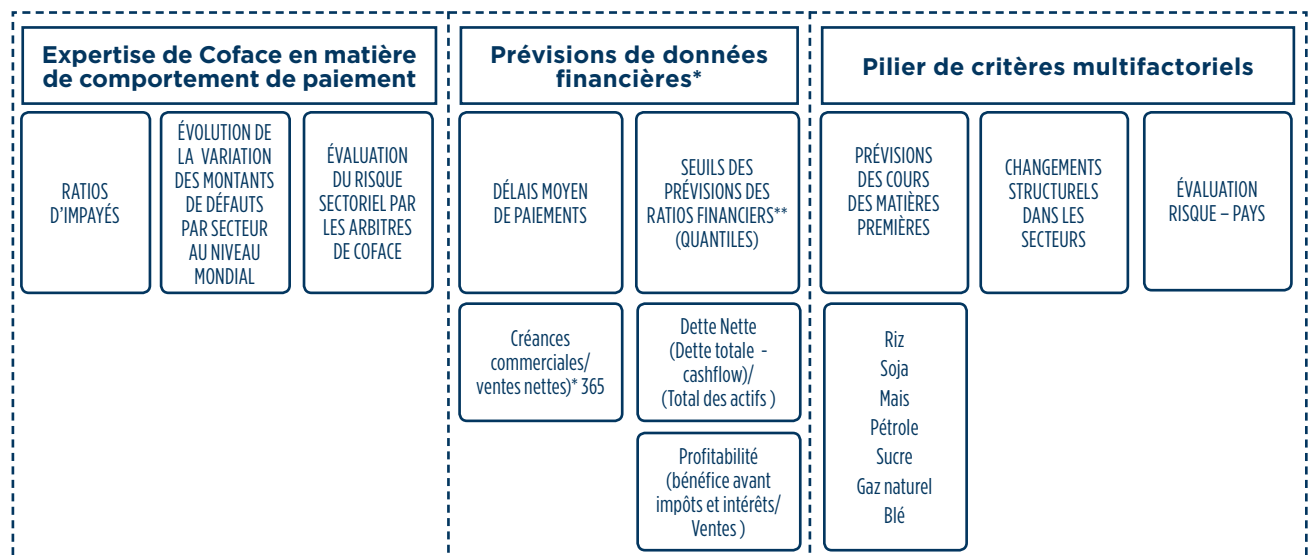 Expertise de Coface en matière
de comportement de paiement
RATIOS
D’IMPAYÉS
ÉVOLUTION DE
LA VARIATION
DES MONTANTS
DE DÉFAUTS
PAR SECTEUR
AU NIVEAU
MONDIAL
ÉVALUATION
DU RISQUE
SECTORIEL PAR
LES ARBITRES
DE COFACE
Prévisions de données
financières*
DÉLAIS MOYEN
DE PAIEMENTS
Créances
commerciales/
ventes nettes)* 365
SEUILS DES
PRÉVISIONS DES
RATIOS FINANCIERS**
(QUANTILES)
Dette Nette
(Dette totale -
cashflow)/
(Total des actifs )
Profitabilité
(bénéfice avant
impôts et intérêts/
Ventes )
Pilier de critères multifactoriels
PRÉVISIONS
DES COURS
DES MATIÈRES
PREMIÈRES
Riz
Soja
Mais
Pétrole
Sucre
Gaz naturel
Blé
CHANGEMENTS
STRUCTURELS
DANS LES
SECTEURS
ÉVALUATION
RISQUE – PAYS